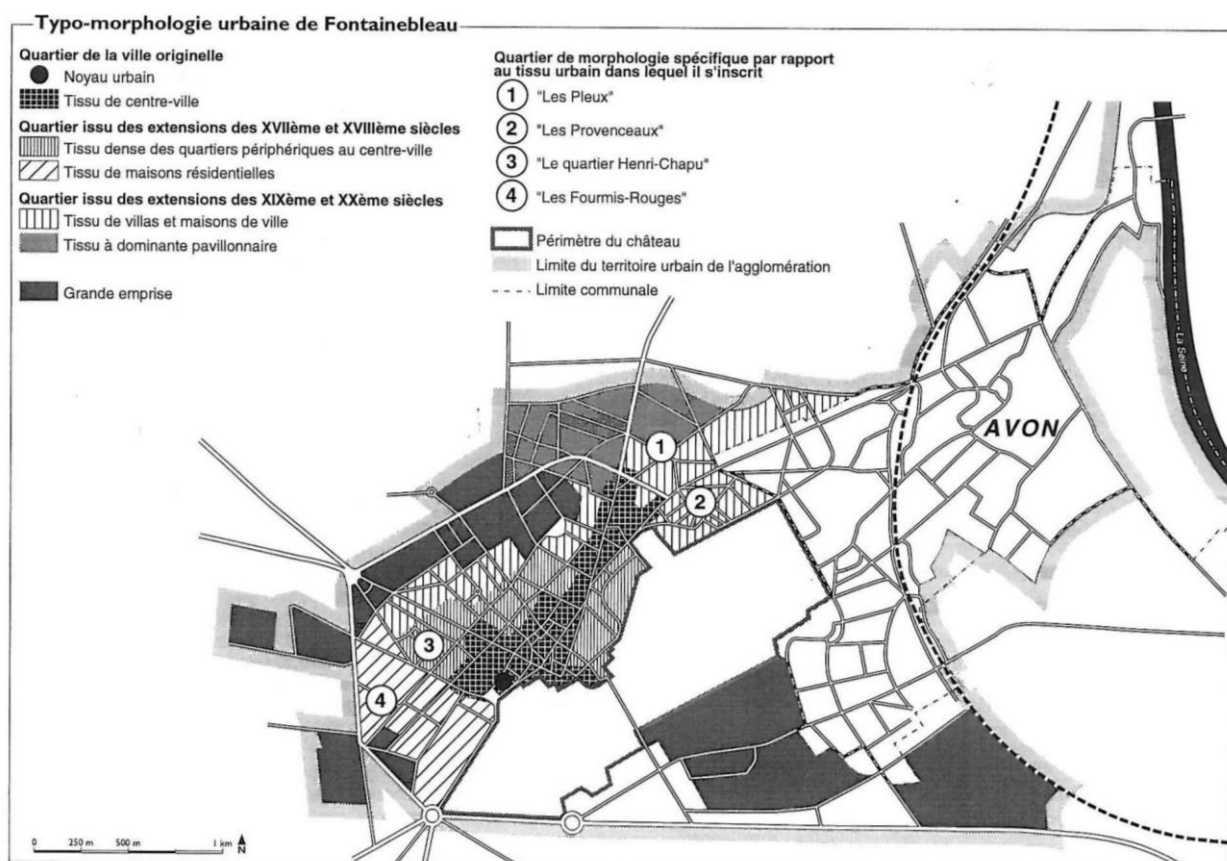 Typo-morphologie urbaine de Fontainebleau
Quartier de la ville originelle
Noyau urbain
Tissu de centre-ville
Quartier issu des extensions des XVIIème et XVIIIème siècles
Tissu dense des quartiers périphériques au centre-ville
Tissu de maisons résidentielles
Quartier issu des extensions des XIXème et XXème siècles
Tissu de villas et maisons de ville
Tissu à dominante pavillonnaire
Grande emprise
Quartier de morphologie spécifique par rapport
au tissu urbain dans lequel il s'inscrit
1 "Les Pleux"
2 "Les Provenceaux"
3 "Le quartier Henri-Chapu"
4 "Les Fourmis-Rouges"
Périmètre du château
Limite du territoire urbain de l'agglomération
Limite communale
La Seine
AVON
1
2
3
4
0 250 m 500 m 1 km
N